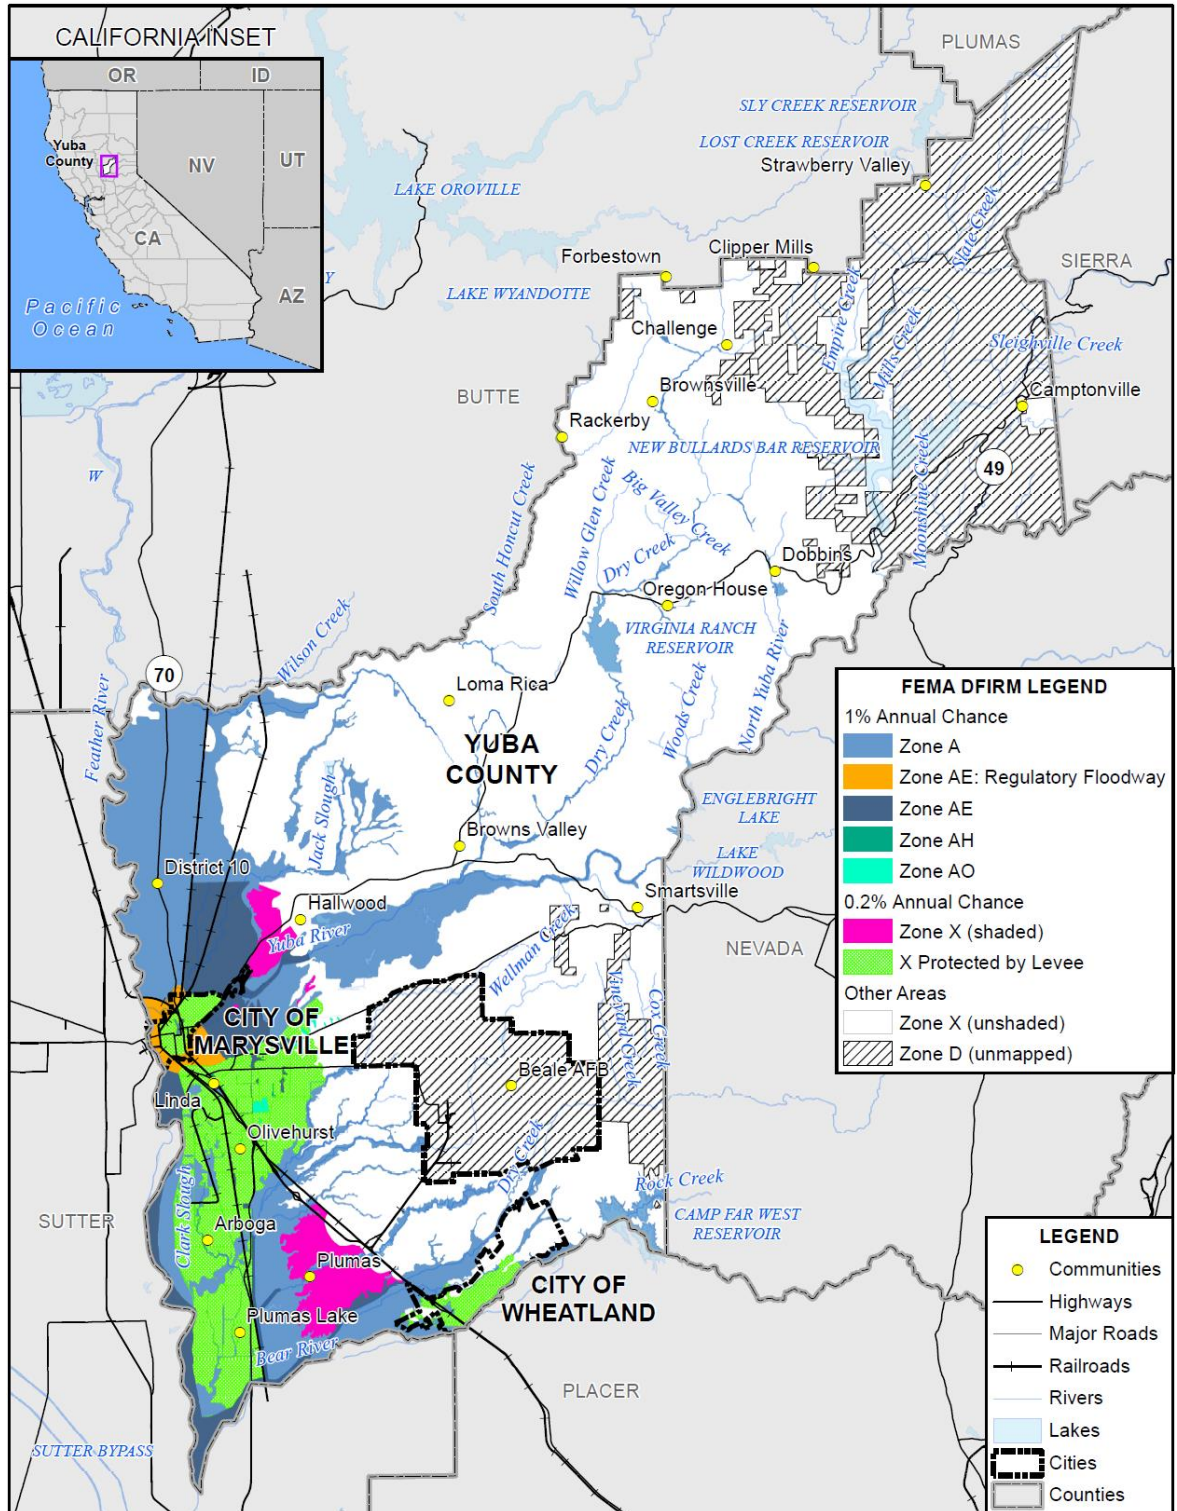 CALIFORNIA INSET
OR
ID
Yuba
County
NV
UT
CA
AZ
Pacific
Ocean
PLUMAS
SLY CREEK RESERVOIR
LOST CREEK RESERVOIR
Strawberry Valley
LAKE OROVILLE
Slate Creek
Forbestown
Clipper Mills
SIERRA
Y
LAKE WYANDOTTE
Challenge
Empire Creek
Mills Creek
Sleighville Creek
BUTTE
Brownsville
Camptonville
Rackerby
NEW BULLARDS BAR RESERVOIR
49
W
South Honcut Creek
Willow Glen Creek
Big Valley Creek
Moonshine Creek
Dry Creek
Dobbins
Oregon House
VIRGINIA RANCH
RESERVOIR
Wilson Creek
70
Feather River
Loma Rica
Woods Creek
North Yuba River
YUBA
COUNTY
Dry Creek
Jack Slough
ENGLEBRIGHT
LAKE
Browns Valley
LAKE
WILDWOOD
District 10
Smartsville
Hallwood
Yuba River
NEVADA
Wellman Creek
Vineyard Creek
Cox Creek
CITY OF
MARYSVILLE
Beale AFB
Linda
Olivehurst
Dry Creek
Rock Creek
SUTTER
Clark Slough
Arboga
CAMP FAR WEST
RESERVOIR
Plumas
CITY OF
WHEATLAND
Plumas Lake
Bear River
PLACER
SUTTER BYPASS
FEMA DFIRM LEGEND
1% Annual Chance
Zone A
Zone AE: Regulatory Floodway
Zone AE
Zone AH
Zone AO
0.2% Annual Chance
Zone X (shaded)
X Protected by Levee
Other Areas
Zone X (unshaded)
Zone D (unmapped)
LEGEND
Communities
Highways
Major Roads
Railroads
Rivers
Lakes
Cities
Counties